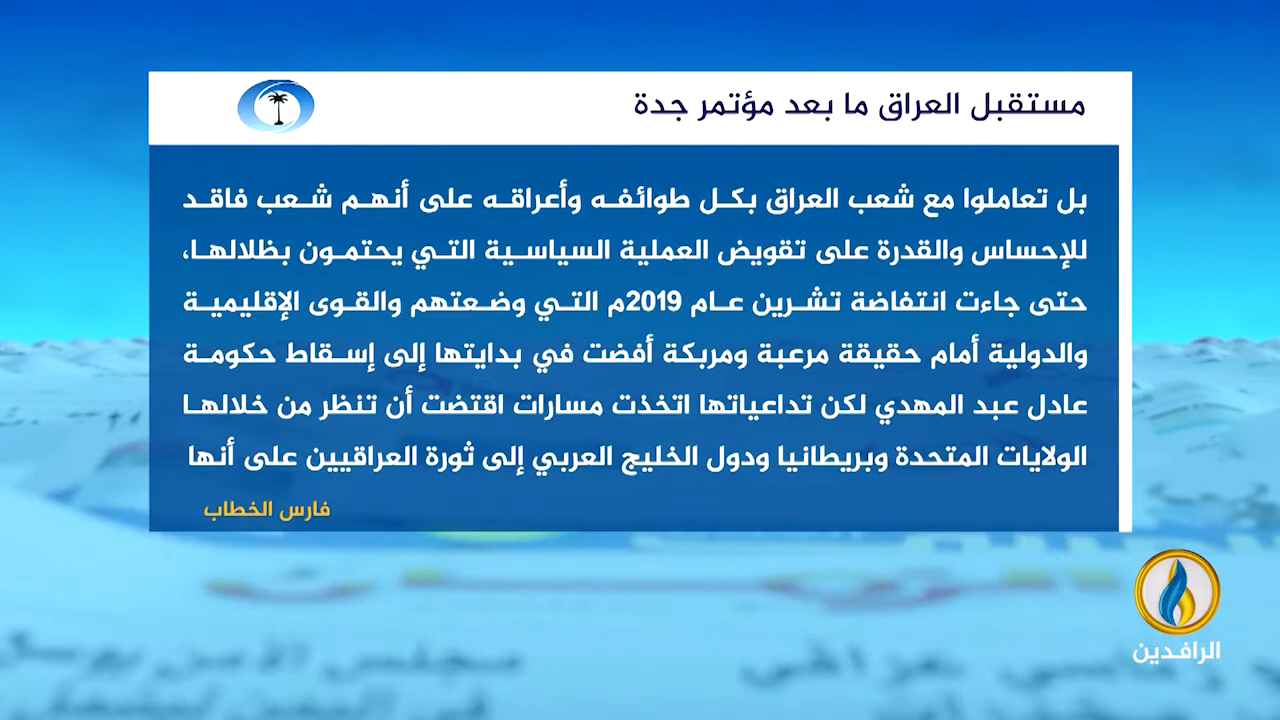 مستقبل العراق ما بعد مؤتمر جدة
بل تعاملوا مع شعب العراق بكل طوائفه وأعراقه على أنهم شعب فاقد
للإحساس والقدرة على تقويض العملية السياسية التي يحتمون بظلالها،
حتى جاءت انتفاضة تشرين عام 2019م التي وضعتهم والقوى الإقليمية
والدولية أمام حقيقة مرعبة ومربكة أفضت في بدايتها إلى إسقاط حكومة
عادل عبد المهدي لكن تداعياتها اتخذت مسارات اقتضت أن تنظر من خلالها
الولايات المتحدة وبريطانيا ودول الخليج العربي إلى ثورة العراقيين على أنها
فارس الخطاب
الرافدين
مجلس الأمن